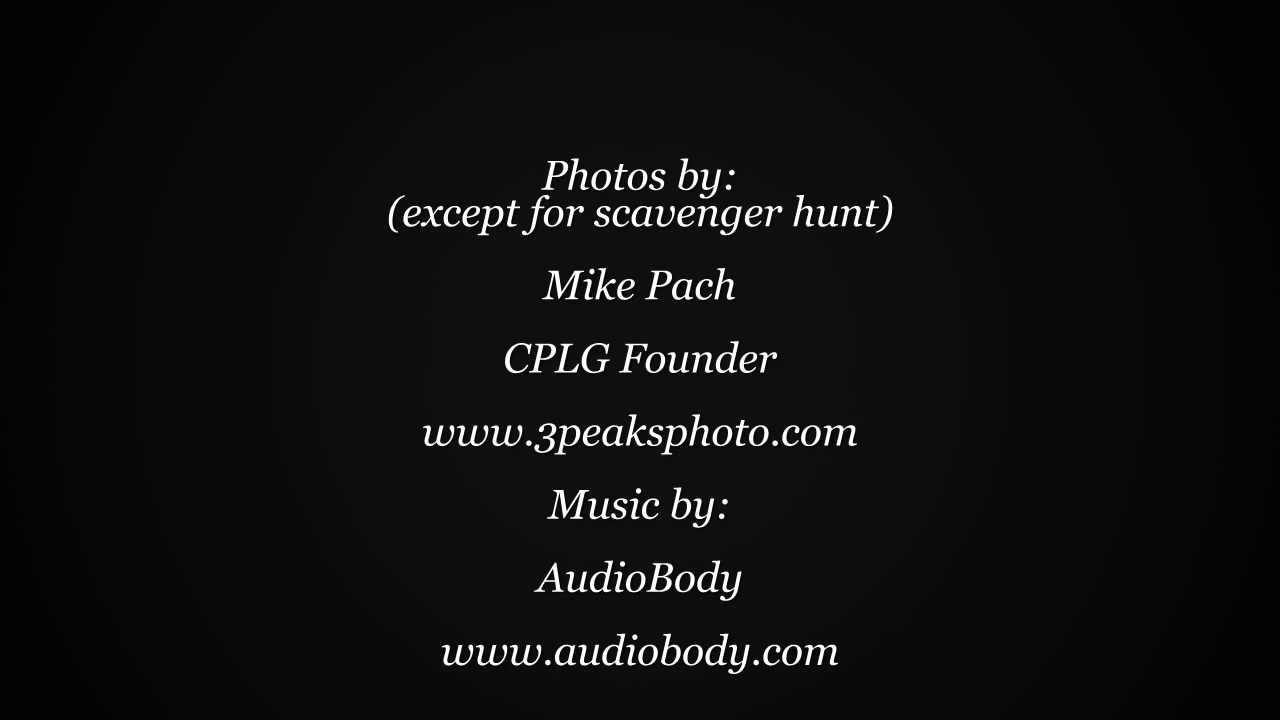 Photos by:
(except for scavenger hunt)
Mike Pach
CPLG Founder
www.3peaksphoto.com
Music by:
AudioBody
www.audiobody.com